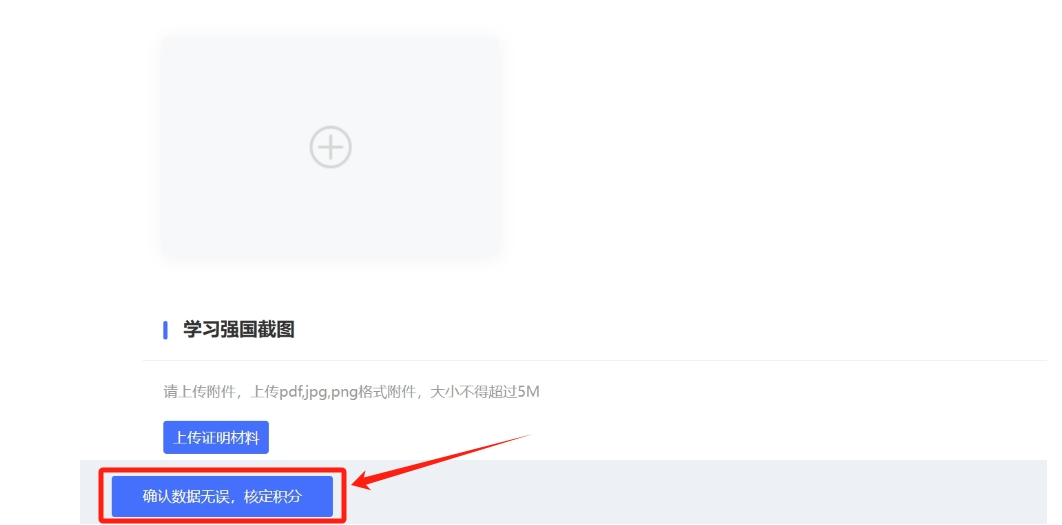 学习强国截图
请上传附件，上传pdf,jpg,png格式附件，大小不得超过5M
上传证明材料
确认数据无误，核定积分